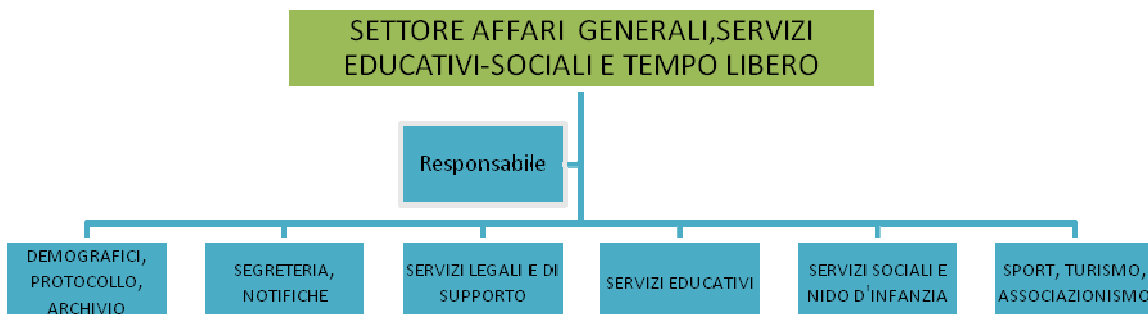 SETTORE AFFARI GENERALI,SERVIZI
EDUCATIVI-SOCIALI E TEMPO LIBERO
Responsabile
DEMOGRAFICI,
PROTOCOLLO,
ARCHIVIO
SEGRETERIA,
NOTIFICHE
SERVIZI LEGALI E DI
SUPPORTO
SERVIZI EDUCATIVI
SERVIZI SOCIALI E
NIDO D'INFANZIA
SPORT, TURISMO,
ASSOCIAZIONISMO